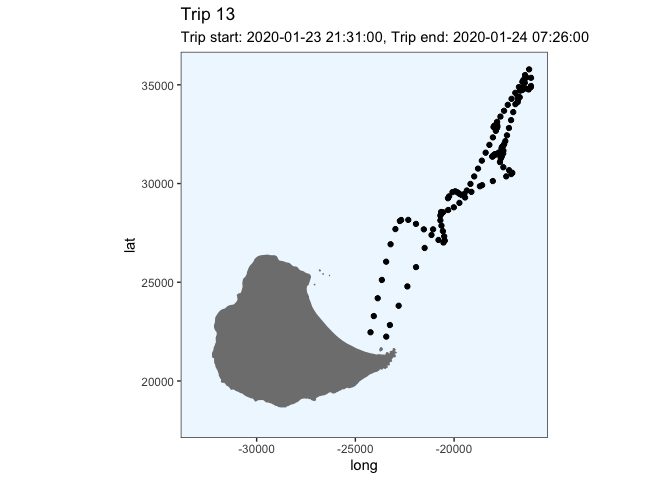 Trip 13
Trip start: 2020-01-23 21:31:00, Trip end: 2020-01-24 07:26:00
35000
30000
lat
25000
20000
-30000 -25000 -20000
long